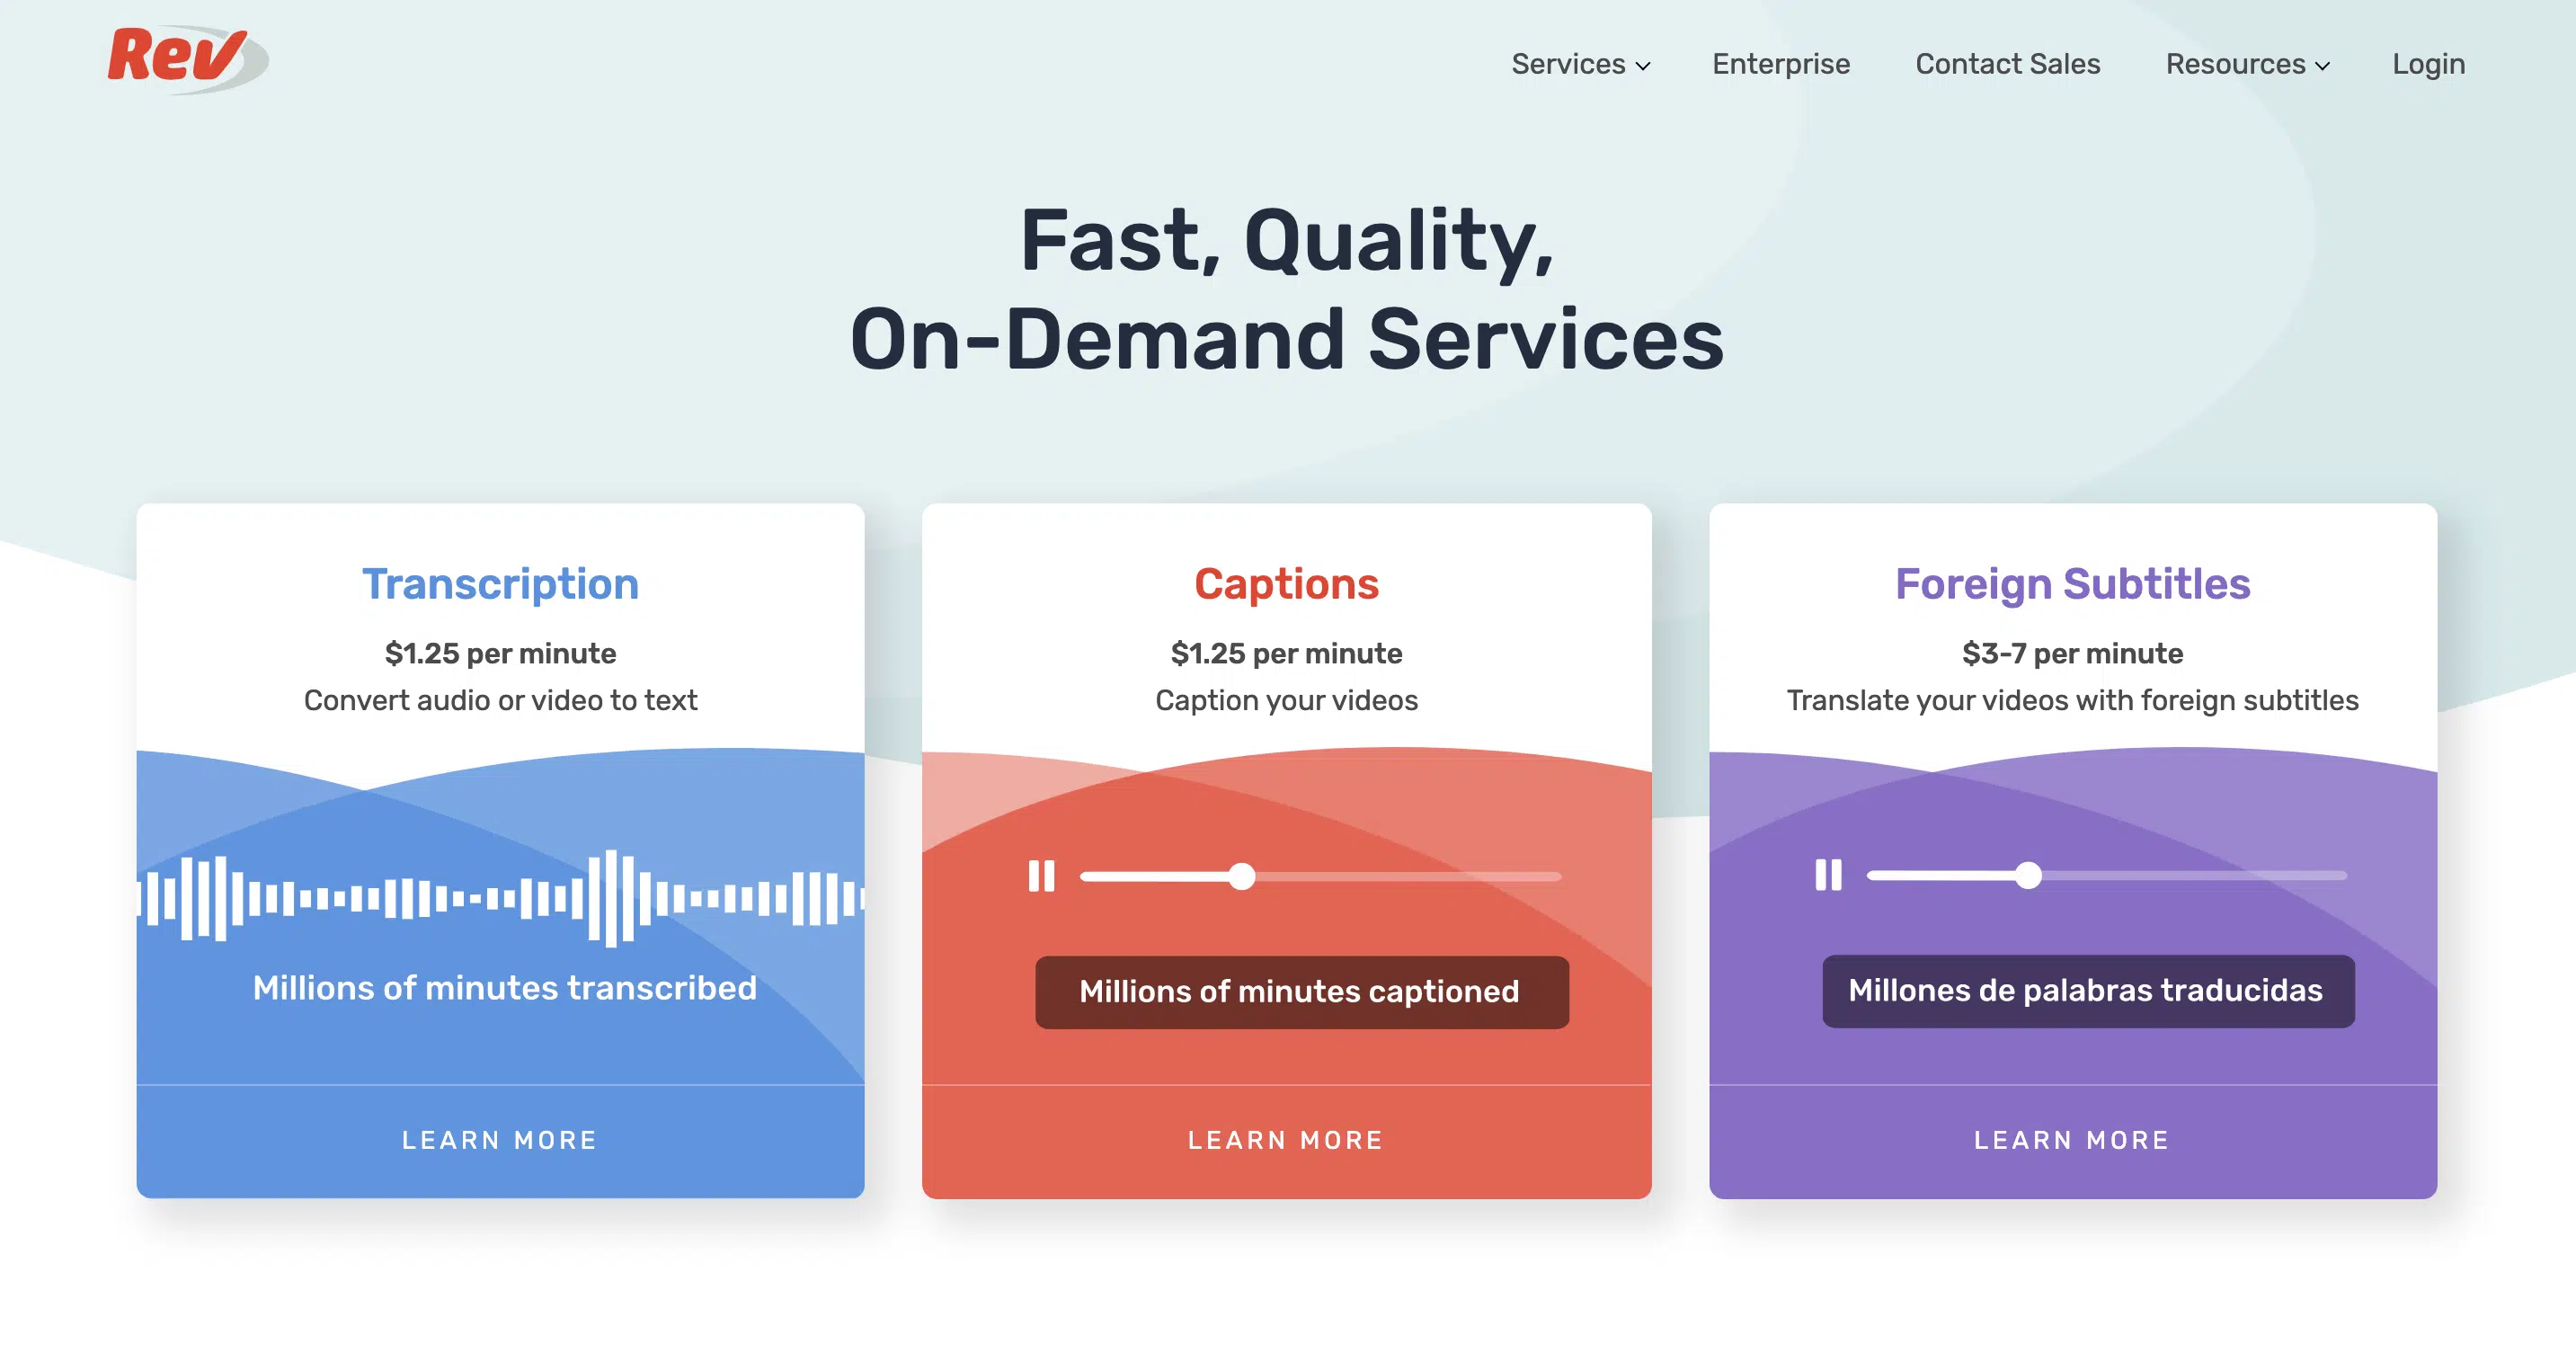 Rev
Services
Enterprise
Contact Sales
Resources
Login
Fast, Quality,
On-Demand Services
Transcription
$1.25 per minute
Convert audio or video to text
Millions of minutes transcribed
LEARN MORE
Captions
$1.25 per minute
Caption your videos
Millions of minutes captioned
LEARN MORE
Foreign Subtitles
$3-7 per minute
Translate your videos with foreign subtitles
Millones de palabras traducidas
LEARN MORE